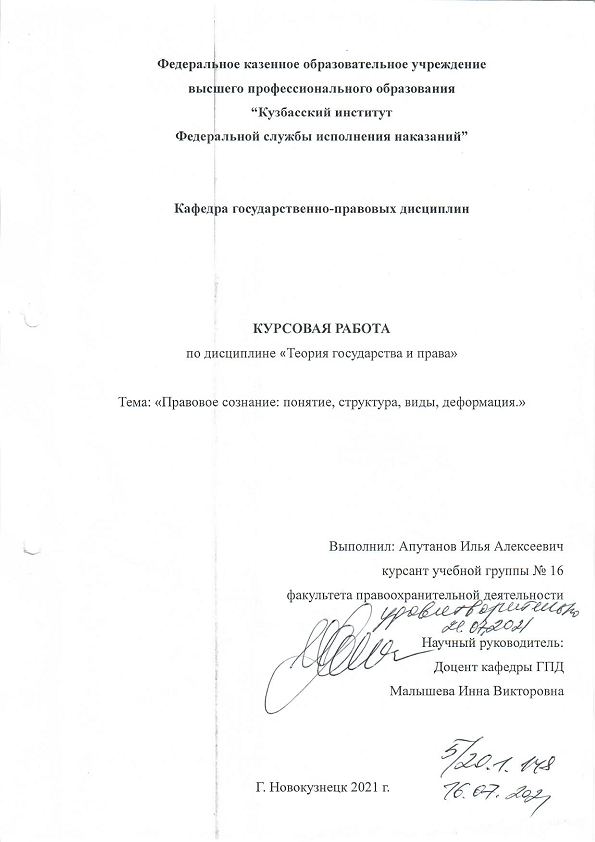 Федеральное казенное образовательное учреждение
высшего профессионального образования
“Кузбасский институт
Федеральной службы исполнения наказаний”
Кафедра государственно-правовых дисциплин
КУРСОВАЯ РАБОТА
по дисциплине «Теория государства и права»
Тема: «Правовое сознание: понятие, структура, виды, деформация.»
Выполнил: Апутанов Илья Алексеевич
курсант учебной группы № 16
факультета правоохранительной деятельности
удовлетворительно
21.07.2021
Научный руководитель:
Доцент кафедры ГПД
Малышева Инна Викторовна
5/20.1.148
16.07.2021
Г. Новокузнецк 2021 г.